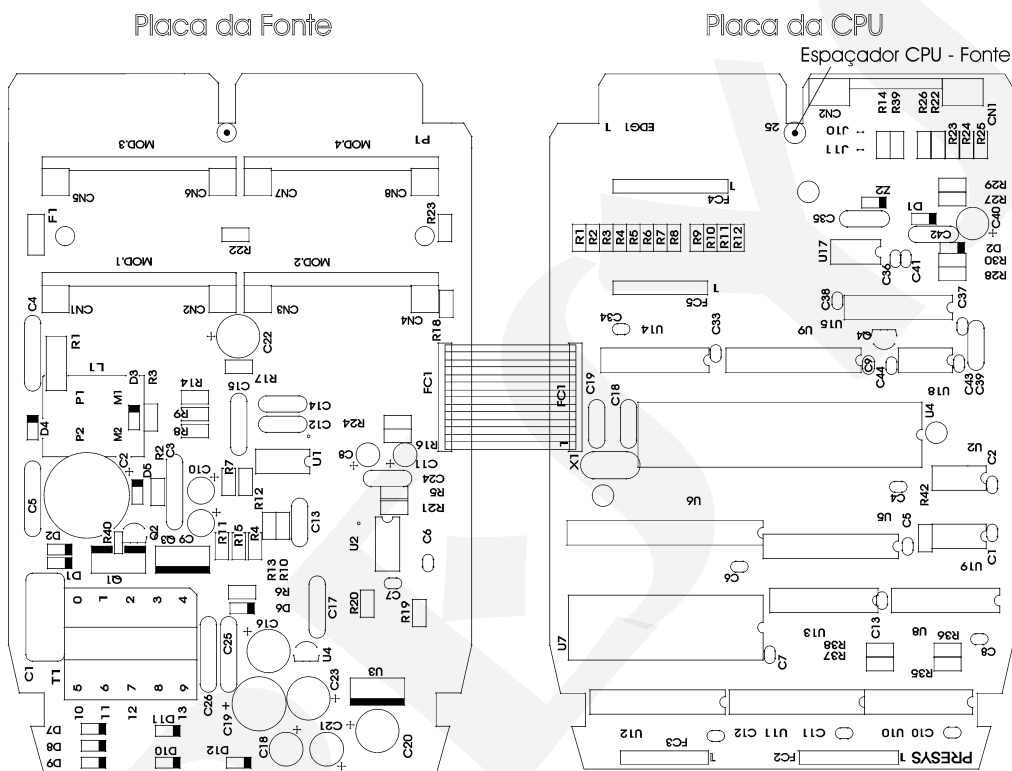 Placa da Fonte
Placa da CPU
Espaçador CPU - Fonte
MOD.3
MOD.4
P1
CN5
CN6
CN7
CN8
F1
R22
R23
MOD.1
MOD.2
CN1
CN2
CN3
CN4
R18
C4
R1
C22
L1
D3
R3
R14
R17
C15
P1
M1
R9
C14
D4
P2
M2
R8
C12
R24
C2
D5
R2
C3
C10
R7
U1
C8
R16
C11
C24
R5
R21
R12
C5
C13
R40
Q2
Q3
C9
R11
R15
R4
U2
C6
D2
D1
Q1
R13
R10
R6
D6
C7
C17
R20
R19
0
1
2
3
4
C16
C1
T1
C25
U4
U3
C23
5
6
7
8
9
C26
10
11
12
13
C19
C21
C20
D7
D11
D8
D9
D10
D12
C18
FC1
FC1
L
EDG1
25
CN2
R14
R39
R26
R22
CN1
J10
J11
R23
R24
R25
FC4
L
Z2
R29
R27
C35
D1
C40
R1
R2
R3
R4
R5
R6
R7
R8
R9
R10
R11
R12
C42
U17
D2
R30
R28
C36
C41
FC5
L
C38
C37
C34
U14
C33
U9
U15
Q4
C9
C44
U18
C43
C39
C19
C18
U4
X1
U2
C2
U6
C4
R42
U5
C5
U19
C1
C6
U7
U13
C13
U8
R38
R37
R36
R35
C8
C7
U12
FC3
L
C12
U11
C11
FC2
L
C10
U10
PRESYS